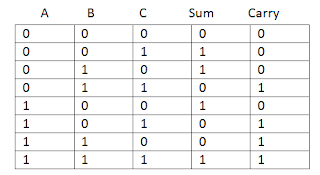 A B C Sum Carry
0 0 0 0 0
0 0 1 1 0
0 1 0 1 0
0 1 1 0 1
1 0 0 1 0
1 0 1 0 1
1 1 0 0 1
1 1 1 1 1